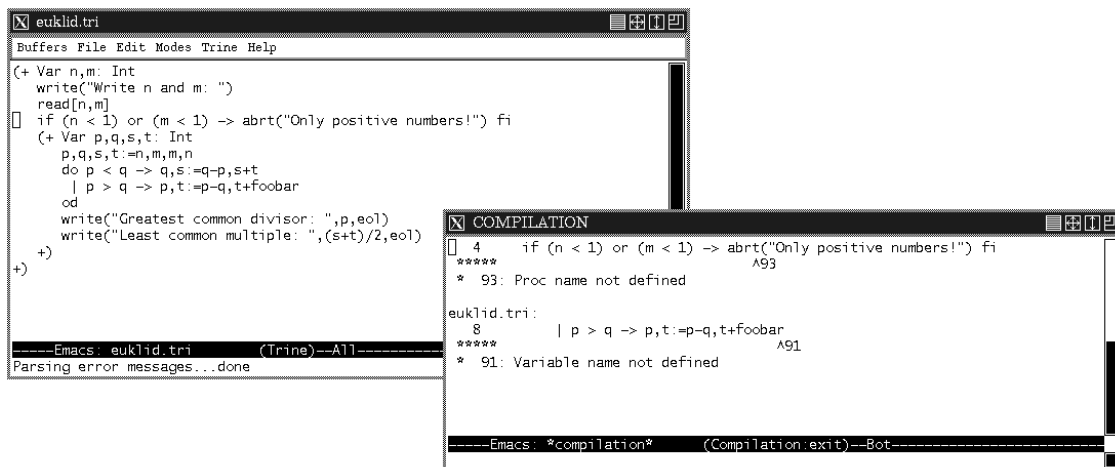 euklid.tri
Buffers File Edit Modes Trine Help
(+ Var n,m: Int
write("Write n and m: ")
read[n,m]
if (n < 1) or (m < 1) -> abrt("Only positive numbers!") fi
(+ Var p,q,s,t: Int
p,q,s,t:=n,m,m,n
do p < q -> q,s:=q-p,s+t
| p > q -> p,t:=p-q,t+foobar
od
write("Greatest common divisor: ",p,eol)
write("Least common multiple: ",(s+t)/2,eol)
+)
+)
-----Emacs: euklid.tri (Trine)--All-----------
Parsing error messages...done
COMPILATION
4 if (n < 1) or (m < 1) -> abrt("Only positive numbers!") fi
***** ^93
* 93: Proc name not defined
euklid.tri:
8 | p > q -> p,t:=p-q,t+foobar
***** ^91
* 91: Variable name not defined
-----Emacs: *compilation* (Compilation:exit)--Bot---------------------------